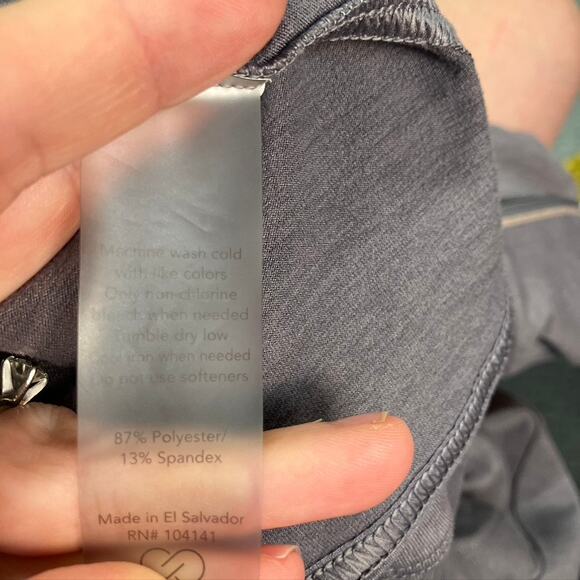 Machine wash cold
with like colors
Only non-chlorine
bleach when needed
Tumble dry low
Cool iron when needed
Do not use softeners
87% Polyester/
13% Spandex
Made in El Salvador
RN# 104141